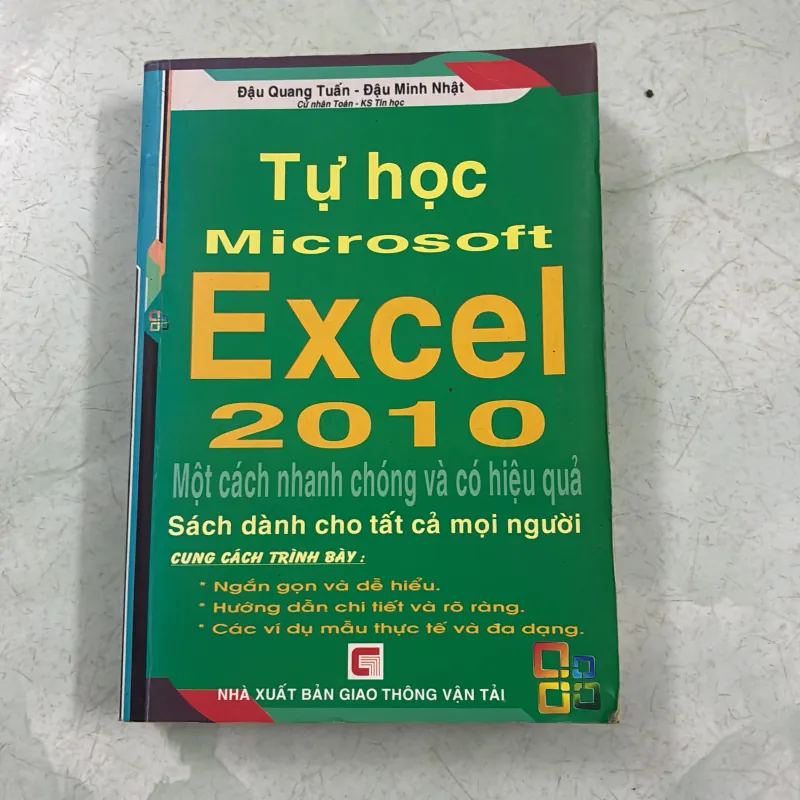 Đậu Quang Tuấn - Đậu Minh Nhật
Cử nhân Toán - KS Tin học
Tự học
Microsoft
Excel
2010
Một cách nhanh chóng và có hiệu quả
Sách dành cho tất cả mọi người
CUNG CÁCH TRÌNH BÀY :
* Ngắn gọn và dễ hiểu.
* Hướng dẫn chi tiết và rõ ràng.
* Các ví dụ mẫu thực tế và đa dạng.
NHÀ XUẤT BẢN GIAO THÔNG VẬN TẢI